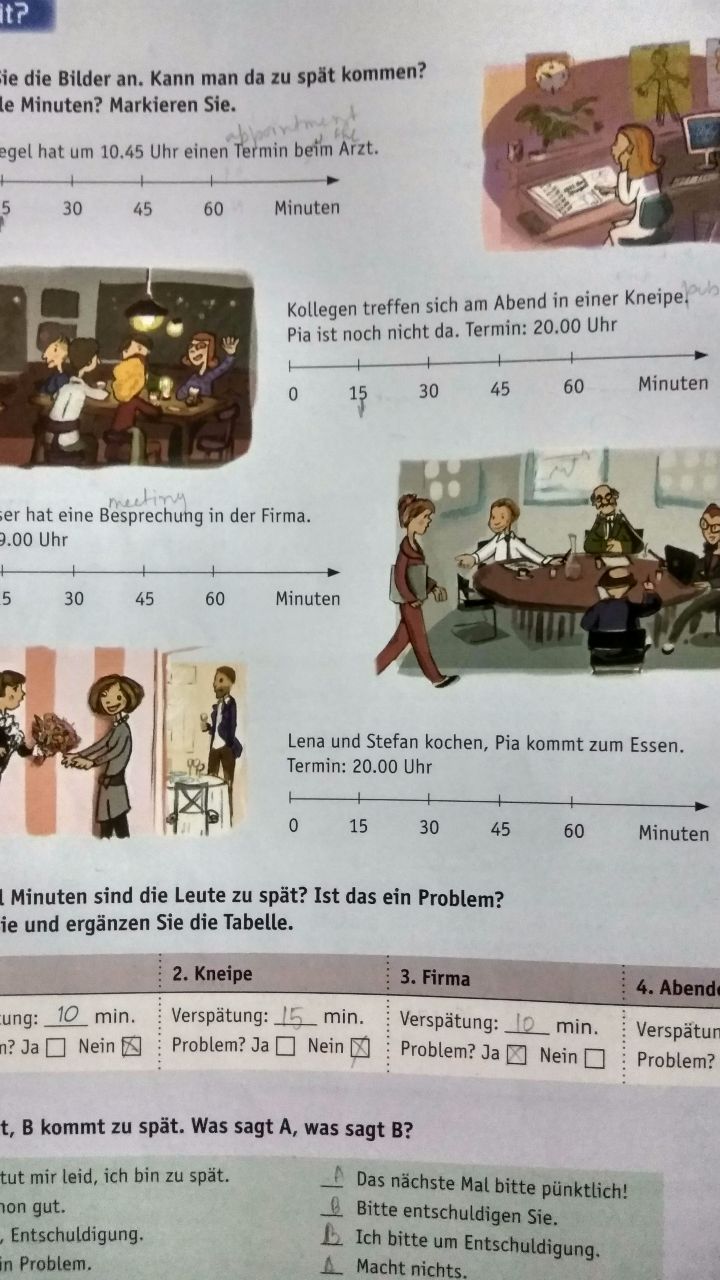 it?
Sie die Bilder an. Kann man da zu spät kommen?
le Minuten? Markieren Sie.
appointment
egel hat um 10.45 Uhr einen Termin beim Arzt.
5 30 45 60 Minuten
Kollegen treffen sich am Abend in einer Kneipe.
Pia ist noch nicht da. Termin: 20.00 Uhr
0 15 30 45 60 Minuten
meeting
ser hat eine Besprechung in der Firma.
9.00 Uhr
5 30 45 60 Minuten
Lena und Stefan kochen, Pia kommt zum Essen.
Termin: 20.00 Uhr
0 15 30 45 60 Minuten
l Minuten sind die Leute zu spät? Ist das ein Problem?
ie und ergänzen Sie die Tabelle.
2. Kneipe 3. Firma 4. Abende
tung: 10 min. Verspätung: 15 min. Verspätung: 10 min. Verspätun
m? Ja Nein Problem? Ja Nein Problem? Ja Nein Problem?
t, B kommt zu spät. Was sagt A, was sagt B?
tut mir leid, ich bin zu spät. A Das nächste Mal bitte pünktlich!
hon gut. B Bitte entschuldigen Sie.
, Entschuldigung. B Ich bitte um Entschuldigung.
in Problem. A Macht nichts.